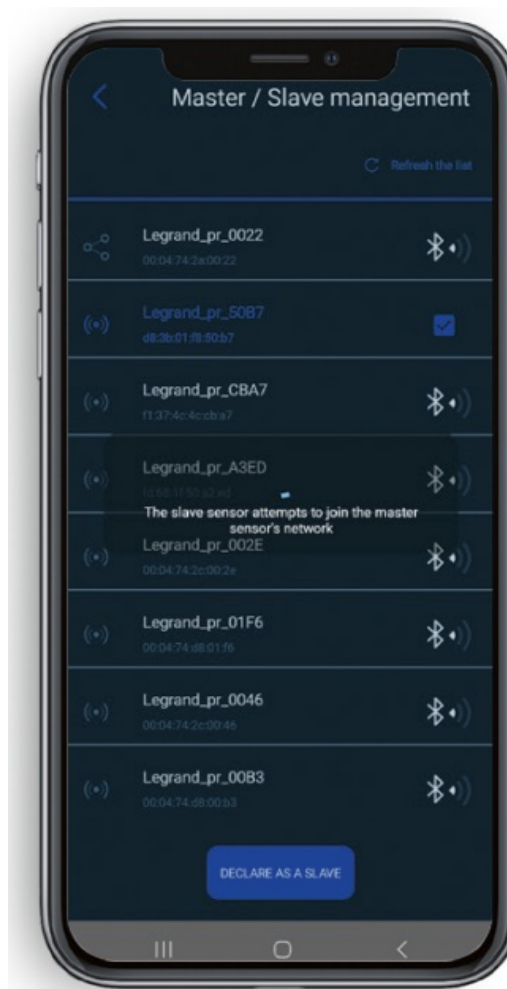 Master / Slave management
Refresh the list
Legrand_pr_0022
00:04:74:2a:00:22
Legrand_pr_50B7
d8:3b:01:f8:50:b7
Legrand_pr_CBA7
f1:37:4c:4c:cb:a7
Legrand_pr_A3ED
The slave sensor attempts to join the master
sensor's network
Legrand_pr_002E
00:04:74:2c:00:2e
Legrand_pr_01F6
00:04:74:d8:01:f6
Legrand_pr_0046
00:04:74:2c:00:46
Legrand_pr_00B3
00:04:74:d8:00:b3
DECLARE AS A SLAVE